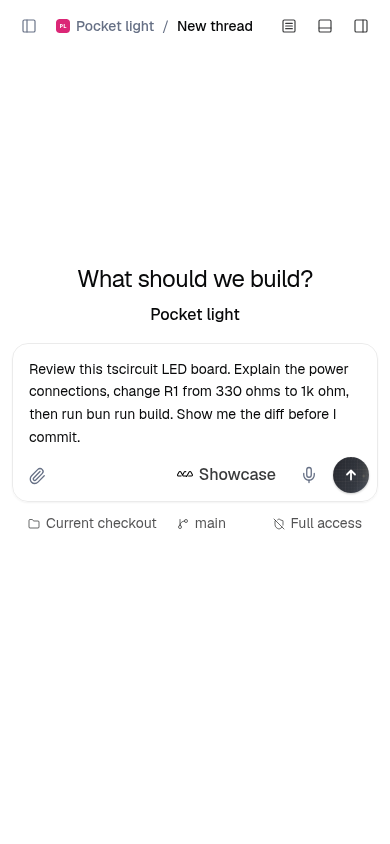 PL Pocket light / New thread
What should we build?
Pocket light
Review this tscircuit LED board. Explain the power
connections, change R1 from 330 ohms to 1k ohm,
then run bun run build. Show me the diff before I
commit.
Showcase
Current checkout main Full access